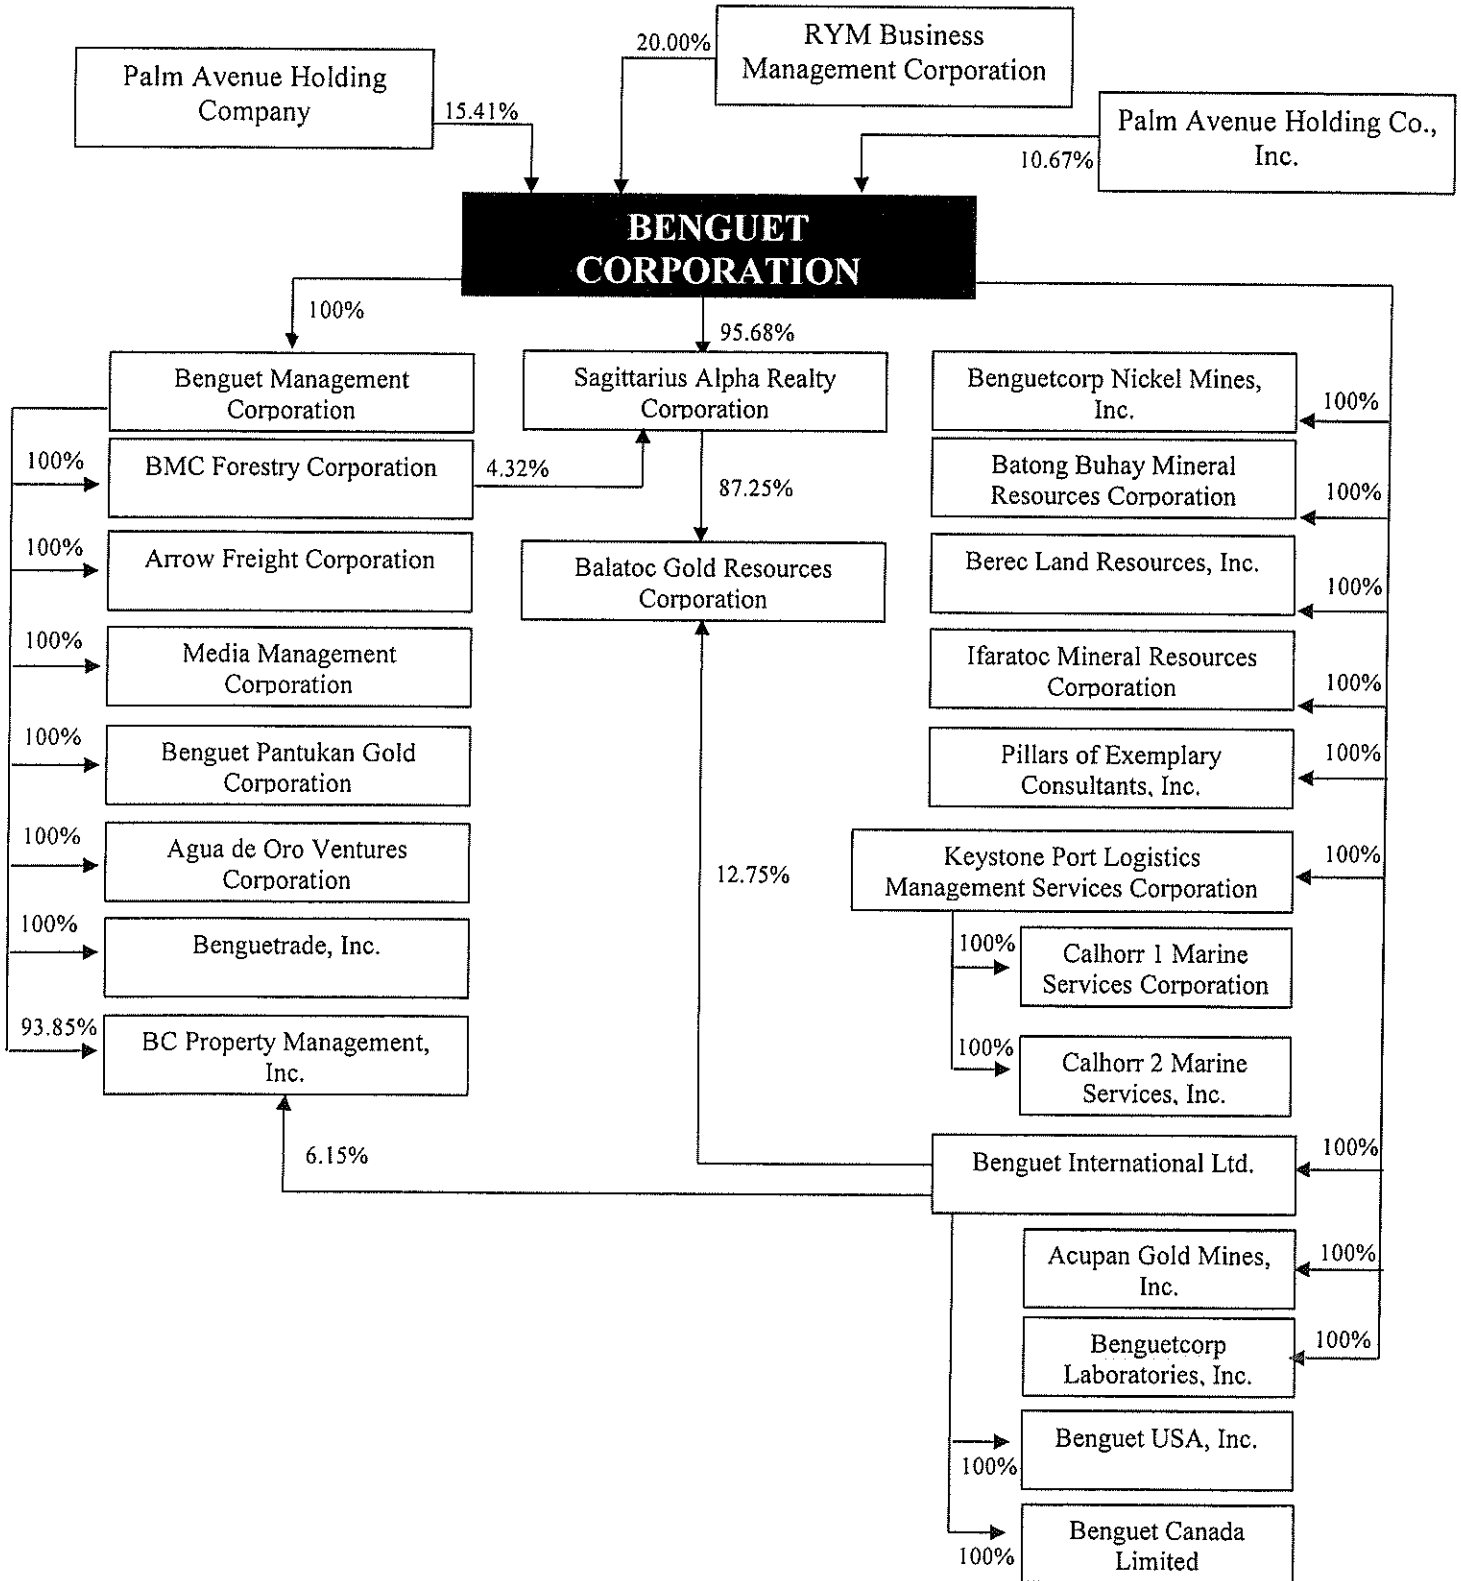 RYM Business
Management Corporation
20.00%
Palm Avenue Holding
Company
15.41%
Palm Avenue Holding Co.,
Inc.
10.67%
BENGUET
CORPORATION
100%
95.68%
Benguet Management
Corporation
Sagittarius Alpha Realty
Corporation
Benguetcorp Nickel Mines,
Inc.
100%
100%
BMC Forestry Corporation
4.32%
87.25%
Batong Buhay Mineral
Resources Corporation
100%
100%
Arrow Freight Corporation
Balatoc Gold Resources
Corporation
Berec Land Resources, Inc.
100%
100%
Media Management
Corporation
Ifaratoc Mineral Resources
Corporation
100%
100%
Benguet Pantukan Gold
Corporation
Pillars of Exemplary
Consultants, Inc.
100%
100%
Agua de Oro Ventures
Corporation
12.75%
Keystone Port Logistics
Management Services Corporation
100%
100%
Benguetrade, Inc.
100%
Calhorr 1 Marine
Services Corporation
93.85%
BC Property Management,
Inc.
100%
Calhorr 2 Marine
Services, Inc.
6.15%
Benguet International Ltd.
100%
Acupan Gold Mines,
Inc.
100%
Benguetcorp
Laboratories, Inc.
100%
Benguet USA, Inc.
100%
Benguet Canada
Limited
100%